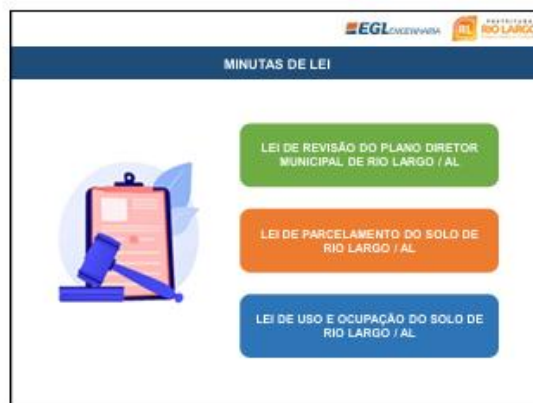 EGL ENGENHARIA
PREFEITURA
RIO LARGO
MINUTAS DE LEI
LEI DE REVISÃO DO PLANO DIRETOR
MUNICIPAL DE RIO LARGO / AL
LEI DE PARCELAMENTO DO SOLO DE
RIO LARGO / AL
LEI DE USO E OCUPAÇÃO DO SOLO DE
RIO LARGO / AL